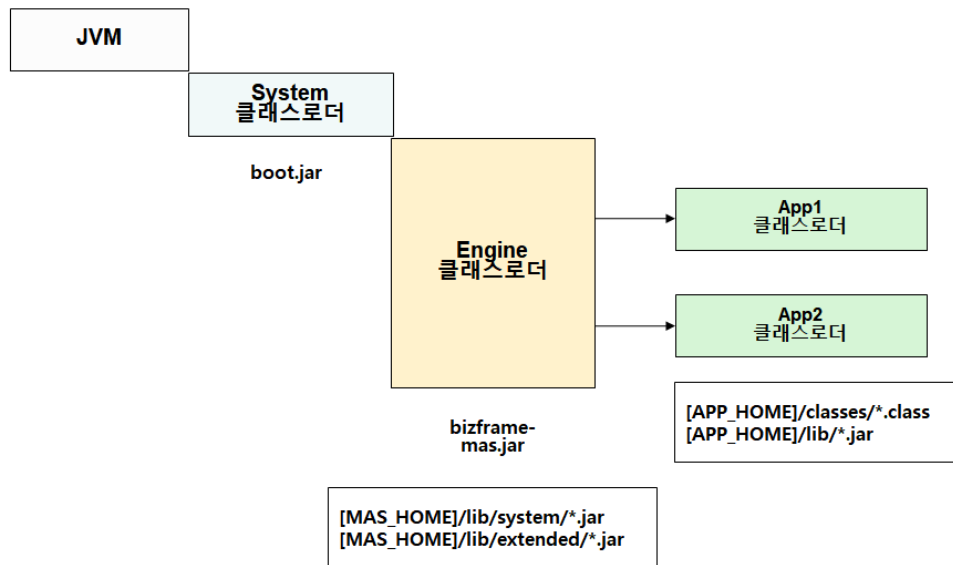 JVM
System
클래스로더
boot.jar
Engine
클래스로더
App1
클래스로더
App2
클래스로더
[APP_HOME]/classes/*.class
[APP_HOME]/lib/*.jar
bizframe-
mas.jar
[MAS_HOME]/lib/system/*.jar
[MAS_HOME]/lib/extended/*.jar